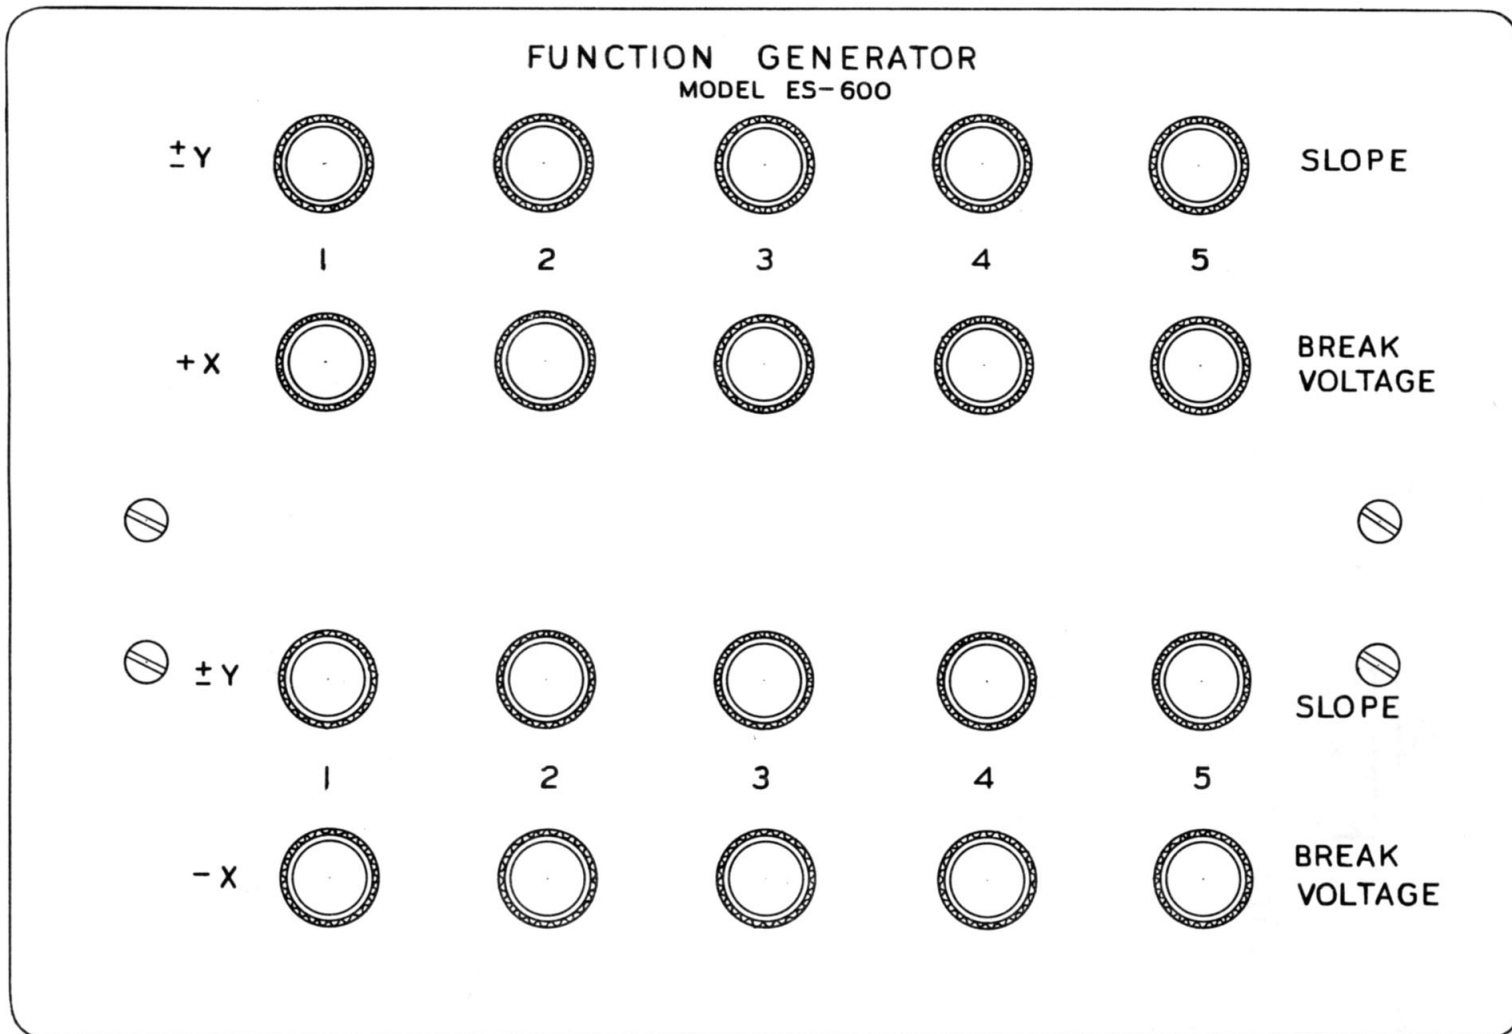 FUNCTION GENERATOR
MODEL ES-600
± Y SLOPE
1 2 3 4 5
+ X BREAK
VOLTAGE
± Y SLOPE
1 2 3 4 5
- X BREAK
VOLTAGE